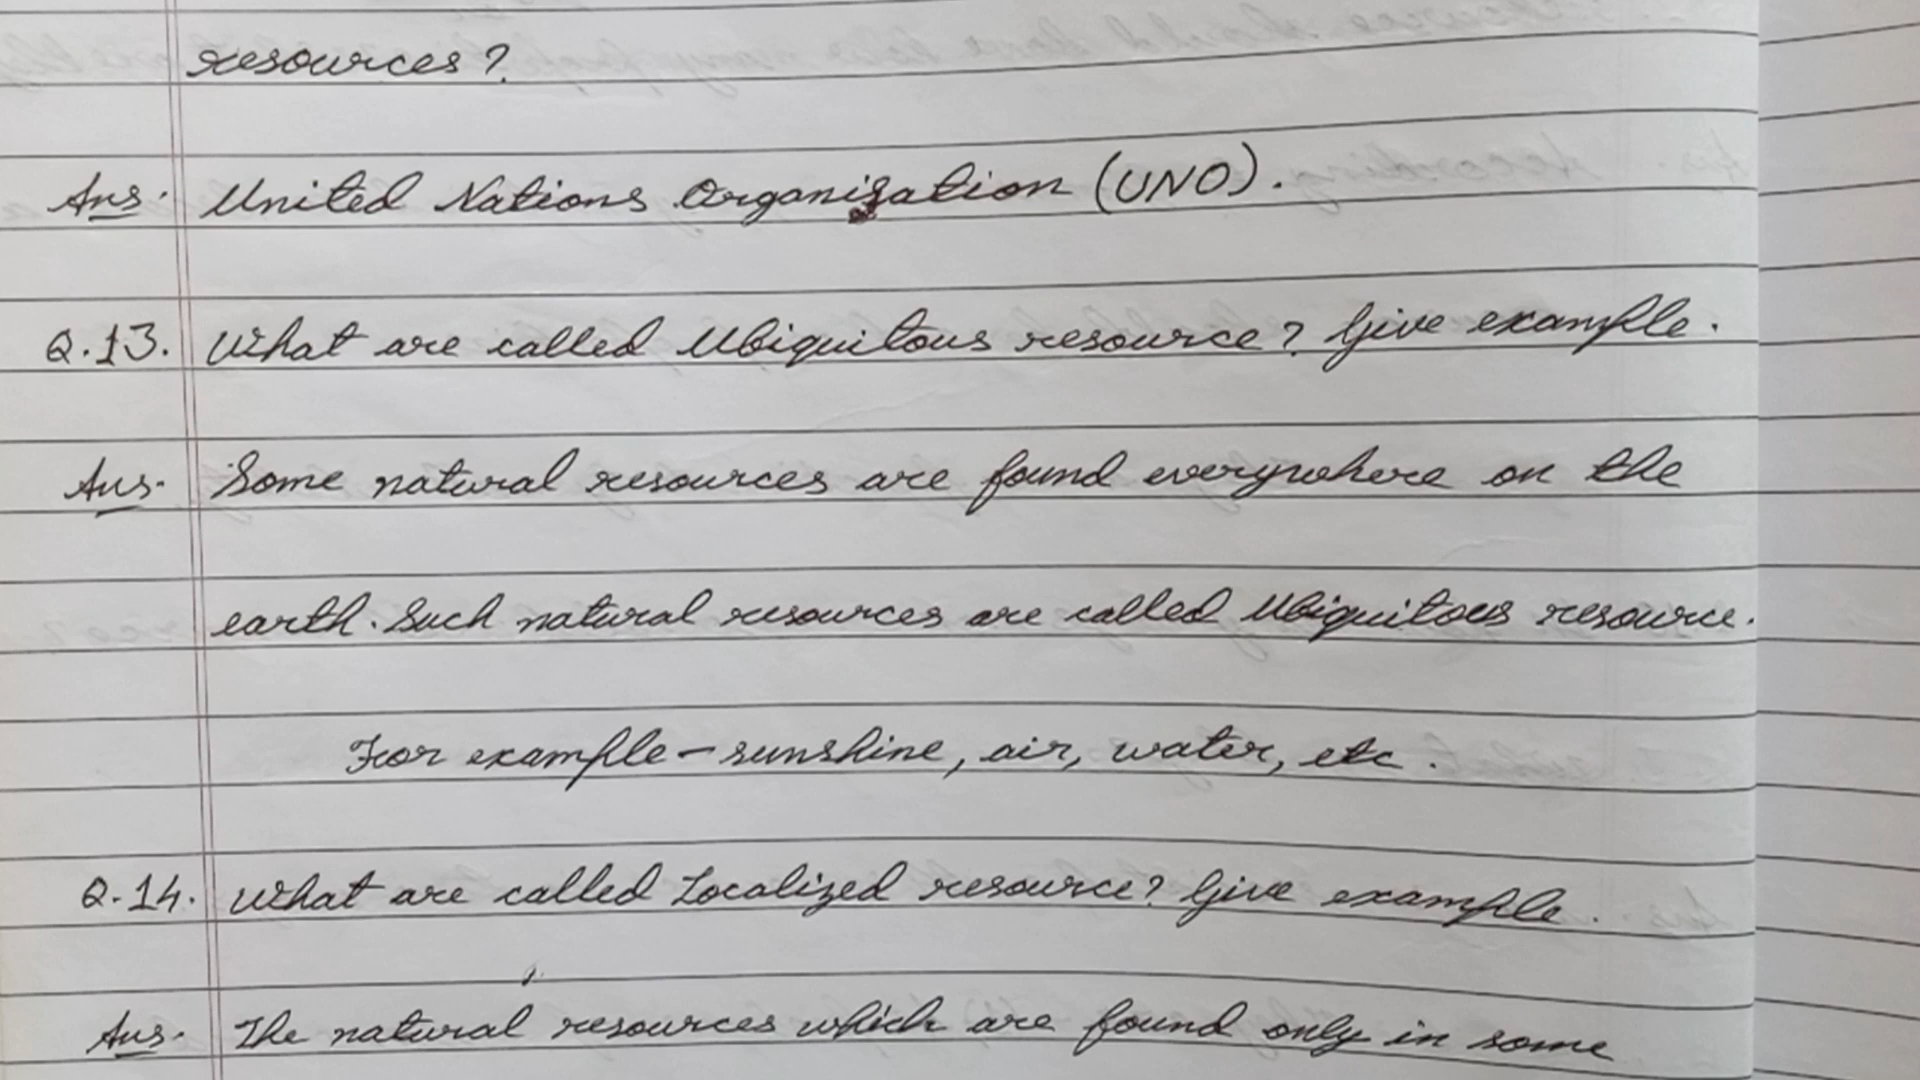 resources?
Ans. United Nations Organisation (UNO).
Q.13. What are called Ubiquitous resource? Give example.
Ans. Some natural resources are found everywhere on the
earth. Such natural resources are called Ubiquitous resource.
For example - sunshine, air, water, etc.
Q.14. What are called Localized resource? Give example.
Ans. The natural resources which are found only in some